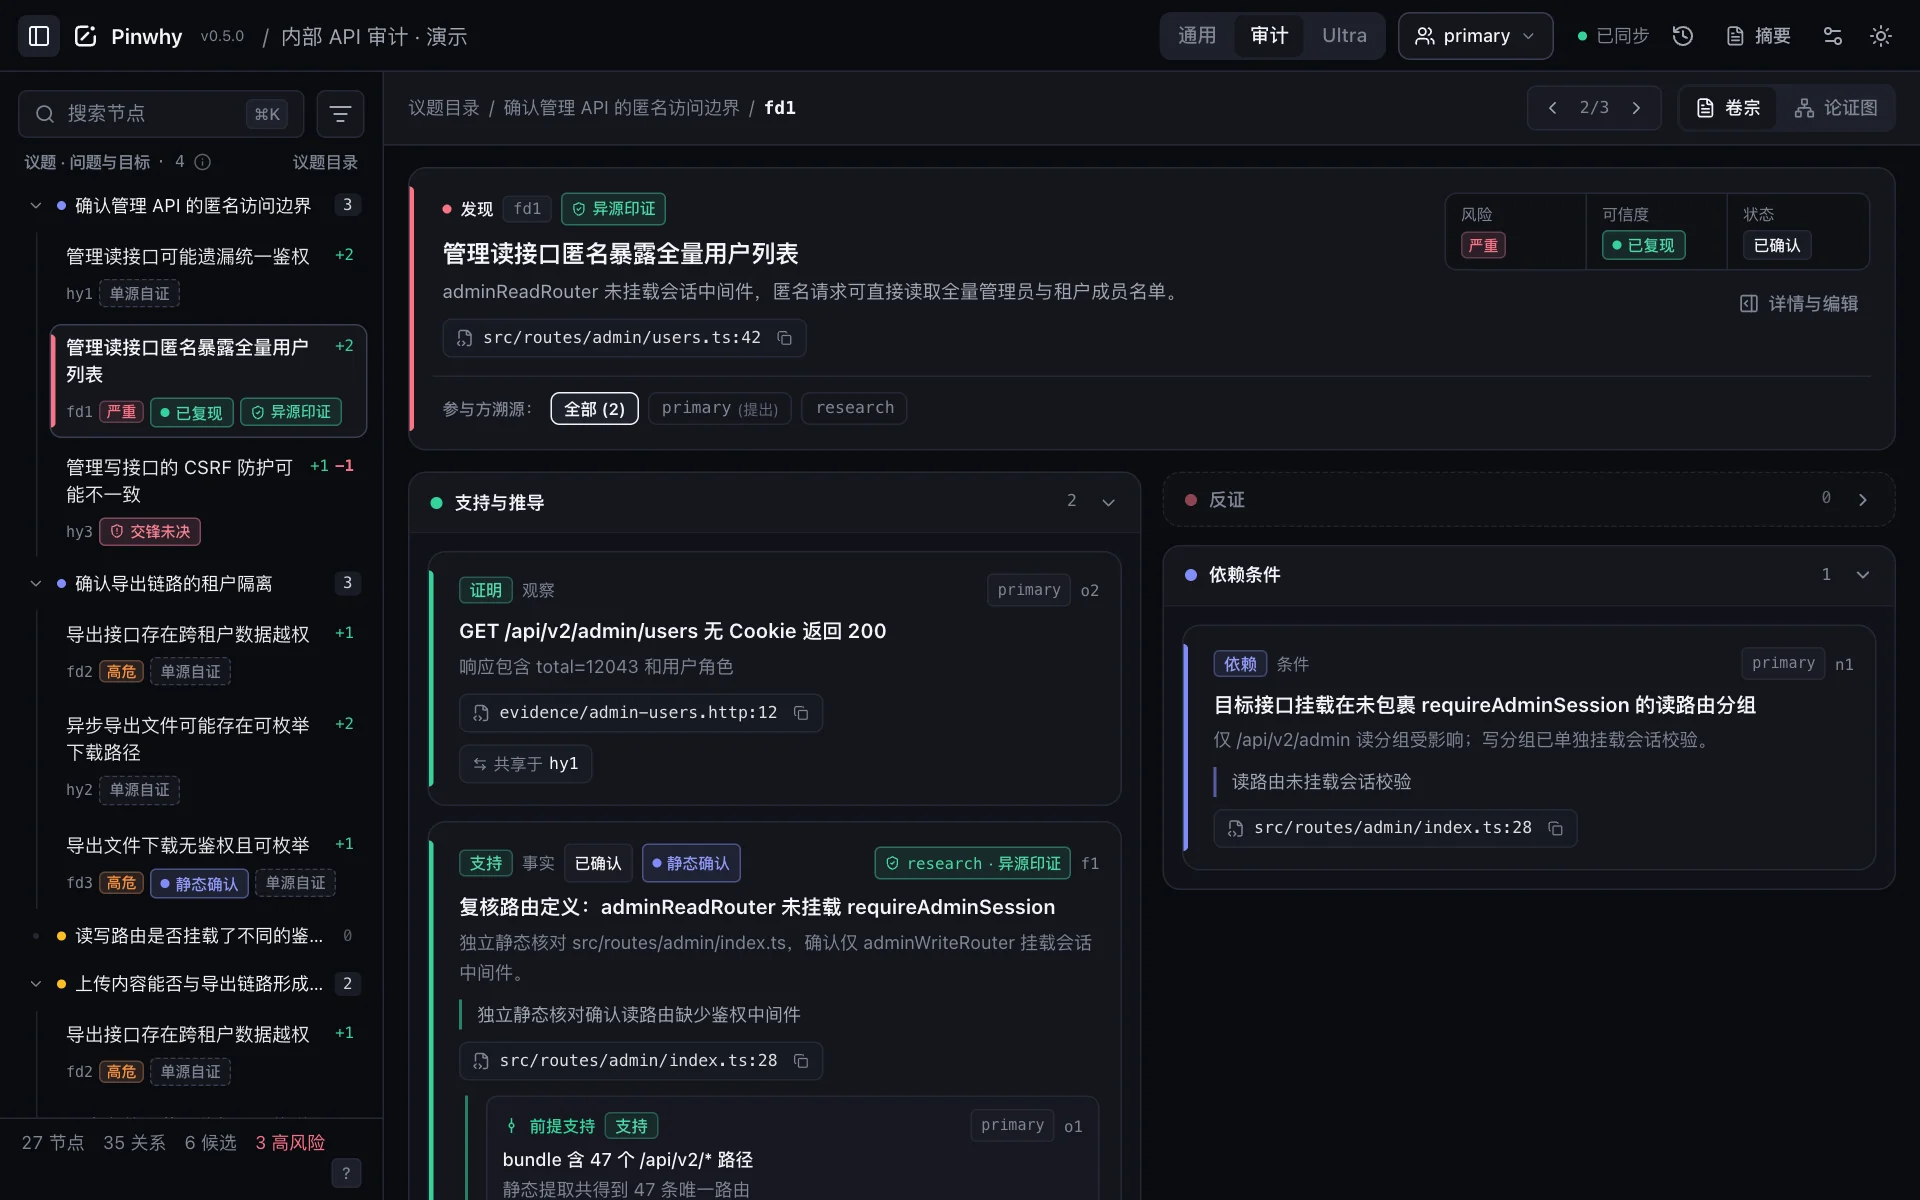 Pinwhy v0.5.0 / 内部 API 审计 · 演示
通用 审计 Ultra
primary
已同步
摘要
搜索节点 ⌘K
议题 · 问题与目标 · 4 议题目录
确认管理 API 的匿名访问边界 3
管理读接口可能遗漏统一鉴权 +2
hy1 单源自证
管理读接口匿名暴露全量用户 +2
列表
fd1 严重 已复现 异源印证
管理写接口的 CSRF 防护可 +1 −1
能不一致
hy3 交锋未决
确认导出链路的租户隔离 3
导出接口存在跨租户数据越权 +1
fd2 高危 单源自证
异步导出文件可能存在可枚举 +2
下载路径
hy2 单源自证
导出文件下载无鉴权且可枚举 +1
fd3 高危 静态确认 单源自证
读写路由是否挂载了不同的鉴... 0
上传内容能否与导出链路形成... 2
导出接口存在跨租户数据越权 +1
fd2 高危 单源自证
27 节点 35 关系 6 候选 3 高风险
?
议题目录 / 确认管理 API 的匿名访问边界 / fd1
2/3
卷宗 论证图
发现 fd1 异源印证
管理读接口匿名暴露全量用户列表
adminReadRouter 未挂载会话中间件，匿名请求可直接读取全量管理员与租户成员名单。
src/routes/admin/users.ts:42
风险 可信度 状态
严重 已复现 已确认
详情与编辑
参与方溯源： 全部 (2) primary (提出) research
支持与推导 2
证明 观察 primary o2
GET /api/v2/admin/users 无 Cookie 返回 200
响应包含 total=12043 和用户角色
evidence/admin-users.http:12
共享于 hy1
支持 事实 已确认 静态确认 research · 异源印证 f1
复核路由定义：adminReadRouter 未挂载 requireAdminSession
独立静态核对 src/routes/admin/index.ts，确认仅 adminWriteRouter 挂载会话
中间件。
独立静态核对确认读路由缺少鉴权中间件
src/routes/admin/index.ts:28
前提支持 支持 primary o1
bundle 含 47 个 /api/v2/* 路径
静态提取共得到 47 条唯一路由
反证 0
依赖条件 1
依赖 条件 primary n1
目标接口挂载在未包裹 requireAdminSession 的读路由分组
仅 /api/v2/admin 读分组受影响；写分组已单独挂载会话校验。
读路由未挂载会话校验
src/routes/admin/index.ts:28